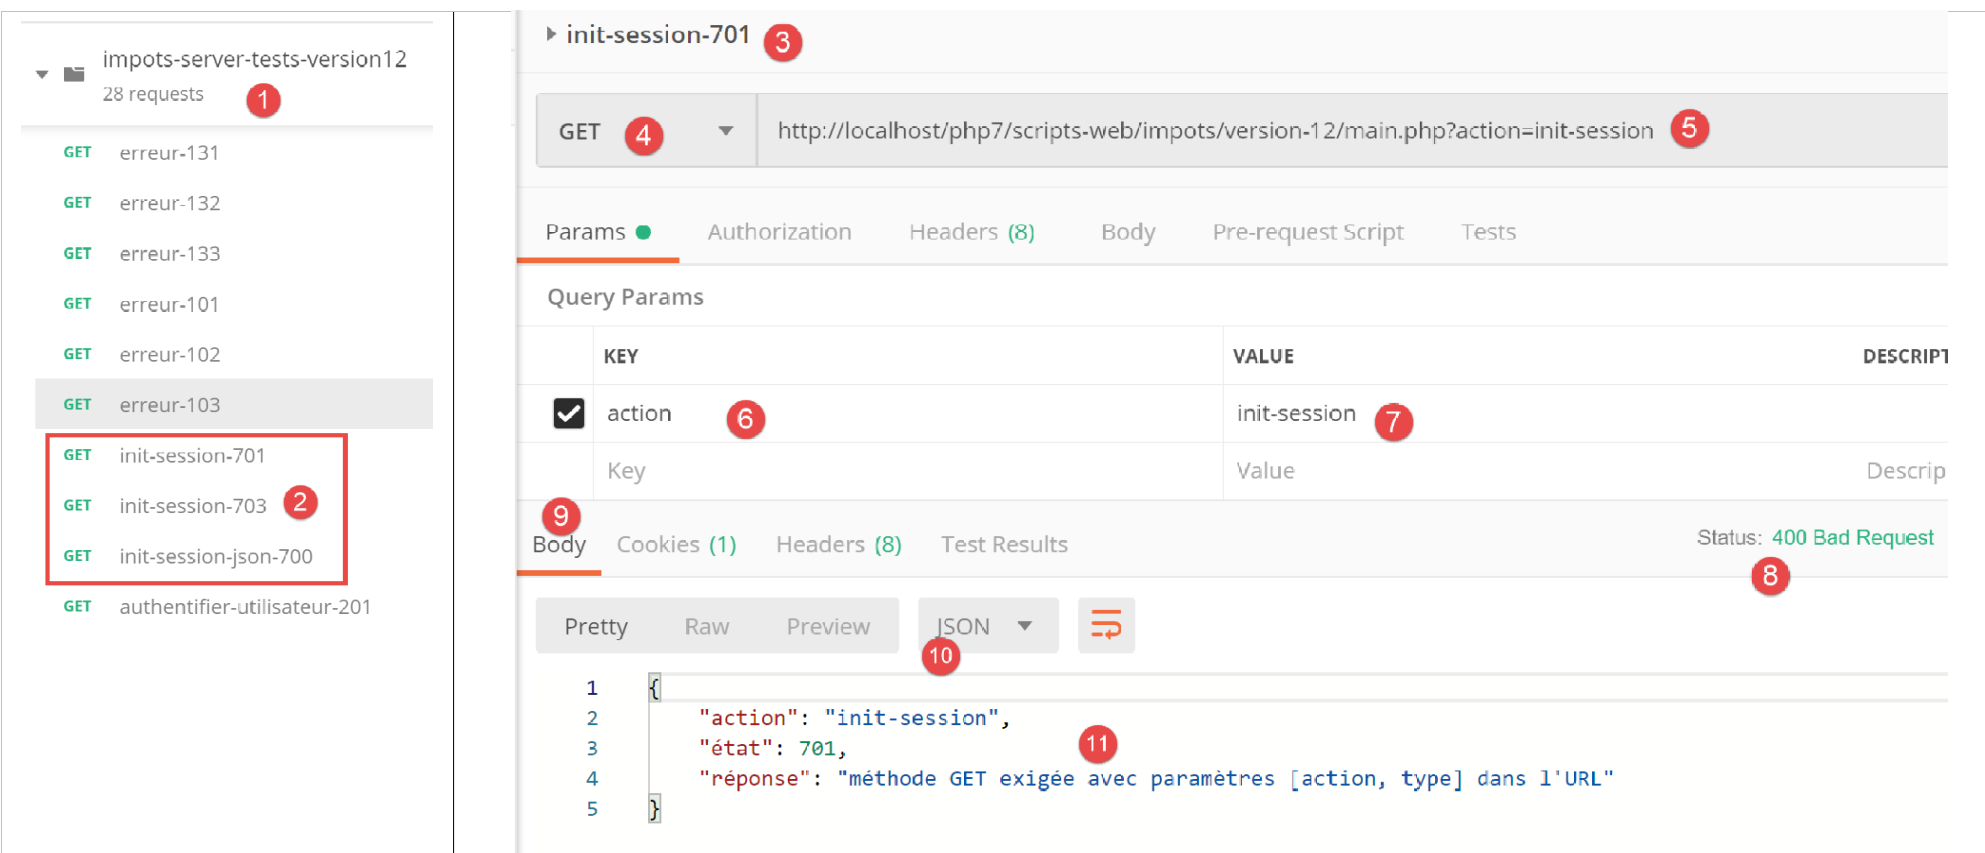 impots-server-tests-version12
28 requests
1
GET erreur-131
GET erreur-132
GET erreur-133
GET erreur-101
GET erreur-102
GET erreur-103
GET init-session-701
GET init-session-703 2
GET init-session-json-700
GET authentifier-utilisateur-201
init-session-701 3
GET 4 http://localhost/php7/scripts-web/impots/version-12/main.php?action=init-session 5
Params Authorization Headers (8) Body Pre-request Script Tests
Query Params
KEY VALUE DESCRIPT
action 6 init-session 7
Key Value Descrip
9
Body Cookies (1) Headers (8) Test Results Status: 400 Bad Request
8
Pretty Raw Preview JSON
10
1 {
2 "action": "init-session",
3 "état": 701, 11
4 "réponse": "méthode GET exigée avec paramètres [action, type] dans l'URL"
5 }